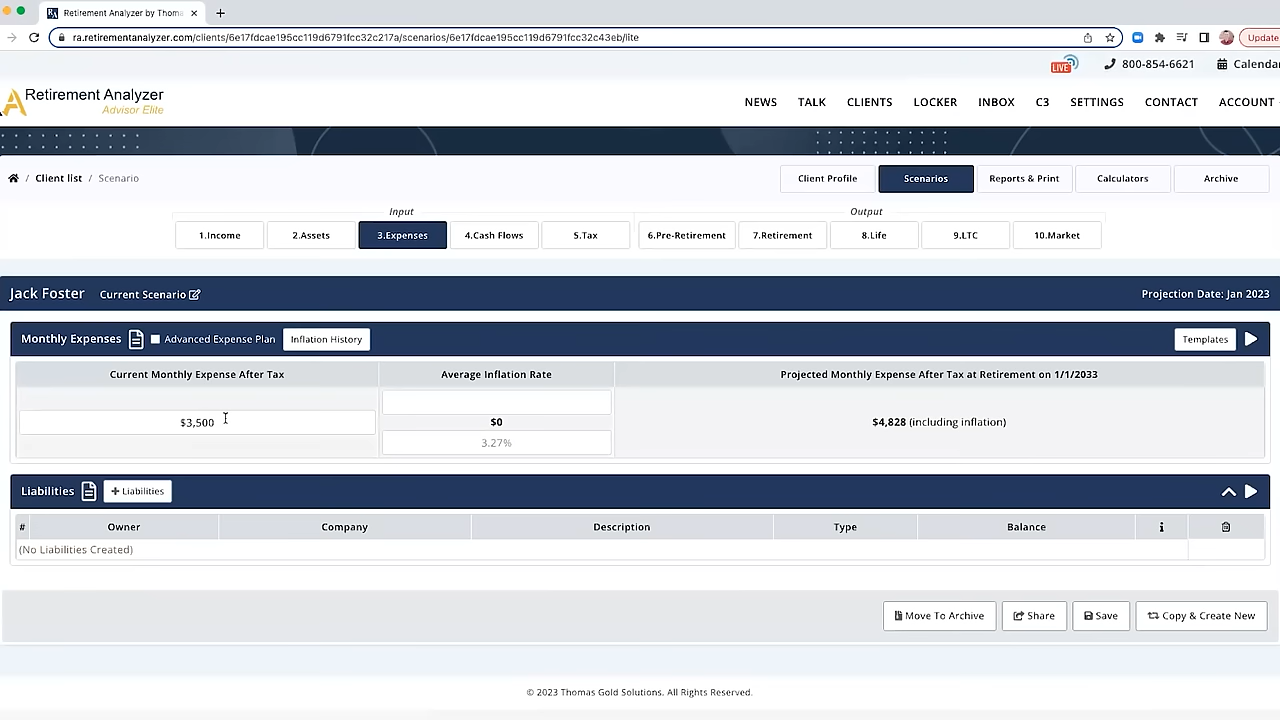 Retirement Analyzer by Thoma
ra.retirementanalyzer.com/clients/6e17fdcae195cc119d6791fcc32c217a/scenarios/6e17fdcae195cc119d6791fcc32c43eb/lite
Update
LIVE
800-854-6621
Calenda
Retirement Analyzer
Advisor Elite
NEWS TALK CLIENTS LOCKER INBOX C3 SETTINGS CONTACT ACCOUNT
/ Client list / Scenario
Client Profile Scenarios Reports & Print Calculators Archive
Input Output
1.Income 2.Assets 3.Expenses 4.Cash Flows 5.Tax 6.Pre-Retirement 7.Retirement 8.Life 9.LTC 10.Market
Jack Foster Current Scenario Projection Date: Jan 2023
Monthly Expenses Advanced Expense Plan Inflation History Templates
Current Monthly Expense After Tax Average Inflation Rate Projected Monthly Expense After Tax at Retirement on 1/1/2033
$3,500 $0 $4,828 (including inflation)
3.27%
Liabilities + Liabilities
# Owner Company Description Type Balance
(No Liabilities Created)
Move To Archive Share Save Copy & Create New
© 2023 Thomas Gold Solutions. All Rights Reserved.